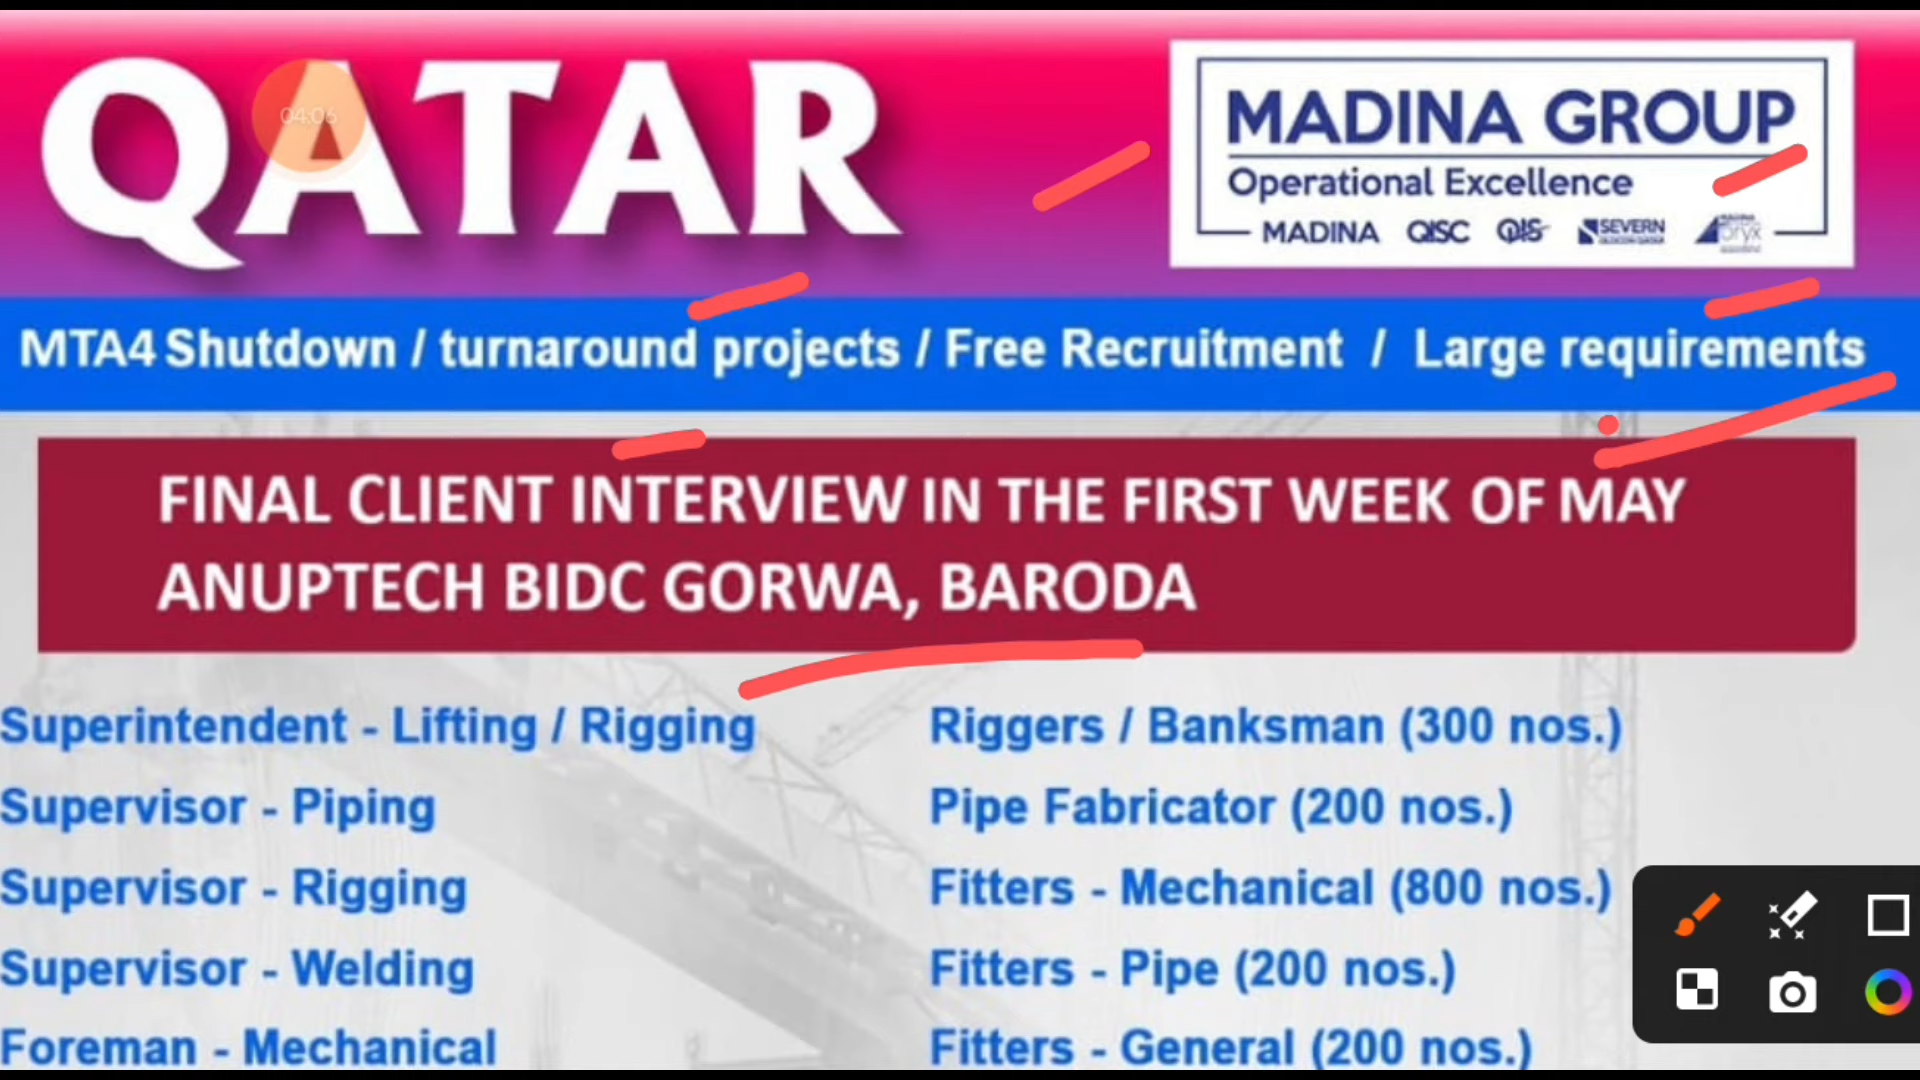 QATAR
04:06
MADINA GROUP
Operational Excellence
MADINA QISC QIS SEVERN
MTA4 Shutdown / turnaround projects / Free Recruitment / Large requirements
FINAL CLIENT INTERVIEW IN THE FIRST WEEK OF MAY
ANUPTECH BIDC GORWA, BARODA
Superintendent - Lifting / Rigging
Supervisor - Piping
Supervisor - Rigging
Supervisor - Welding
Foreman - Mechanical
Riggers / Banksman (300 nos.)
Pipe Fabricator (200 nos.)
Fitters - Mechanical (800 nos.)
Fitters - Pipe (200 nos.)
Fitters - General (200 nos.)